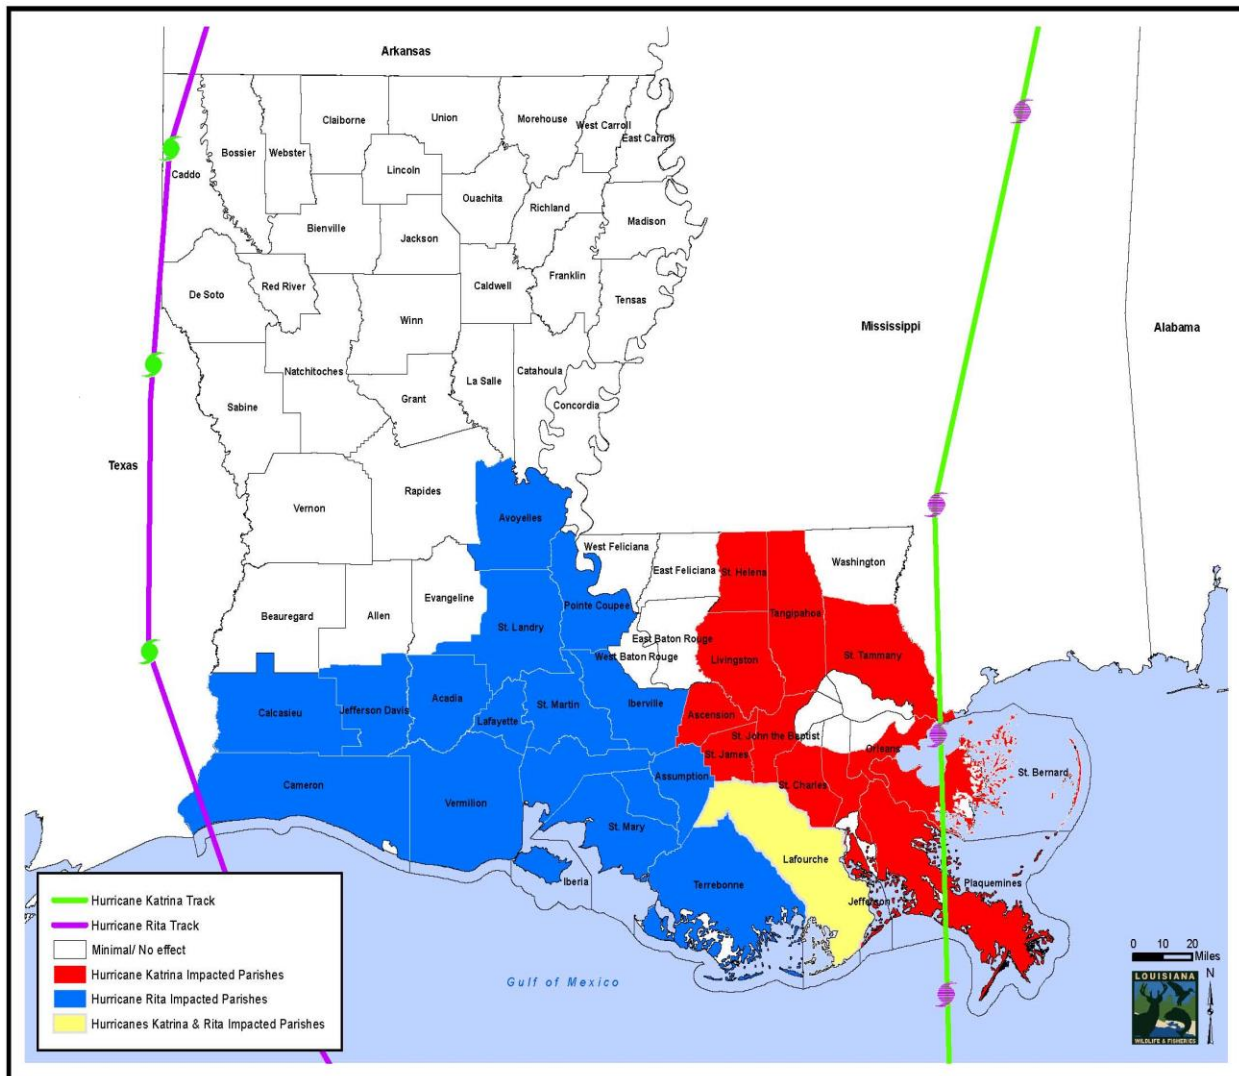 Arkansas
Claiborne
Union
Morehouse
West Carroll
East Carroll
Bossier
Webster
Caddo
Lincoln
Ouachita
Richland
Madison
Bienville
Jackson
Franklin
De Soto
Red River
Caldwell
Tensas
Winn
Mississippi
Alabama
Natchitoches
La Salle
Catahoula
Sabine
Grant
Concordia
Texas
Rapides
Vernon
Avoyelles
West Feliciana
East Feliciana
St. Helena
Washington
Beauregard
Allen
Evangeline
Pointe Coupee
Tangipahoa
St. Landry
East Baton Rouge
West Baton Rouge
Livingston
St. Tammany
Calcasieu
Jefferson Davis
Acadia
Lafayette
St. Martin
Iberville
Ascension
St. John the Baptist
St. James
Orleans
Cameron
Vermilion
Assumption
St. Charles
St. Bernard
St. Mary
Lafourche
Iberia
Terrebonne
Jefferson
Plaquemines
Gulf of Mexico
Hurricane Katrina Track
Hurricane Rita Track
Minimal/ No effect
Hurricane Katrina Impacted Parishes
Hurricane Rita Impacted Parishes
Hurricanes Katrina & Rita Impacted Parishes
0 10 20
Miles
N
LOUISIANA
WILDLIFE & FISHERIES